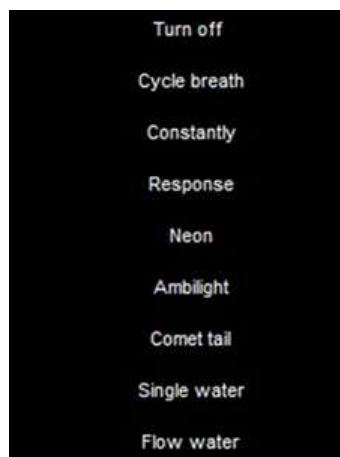 Turn off
Cycle breath
Constantly
Response
Neon
Ambilight
Comet tail
Single water
Flow water